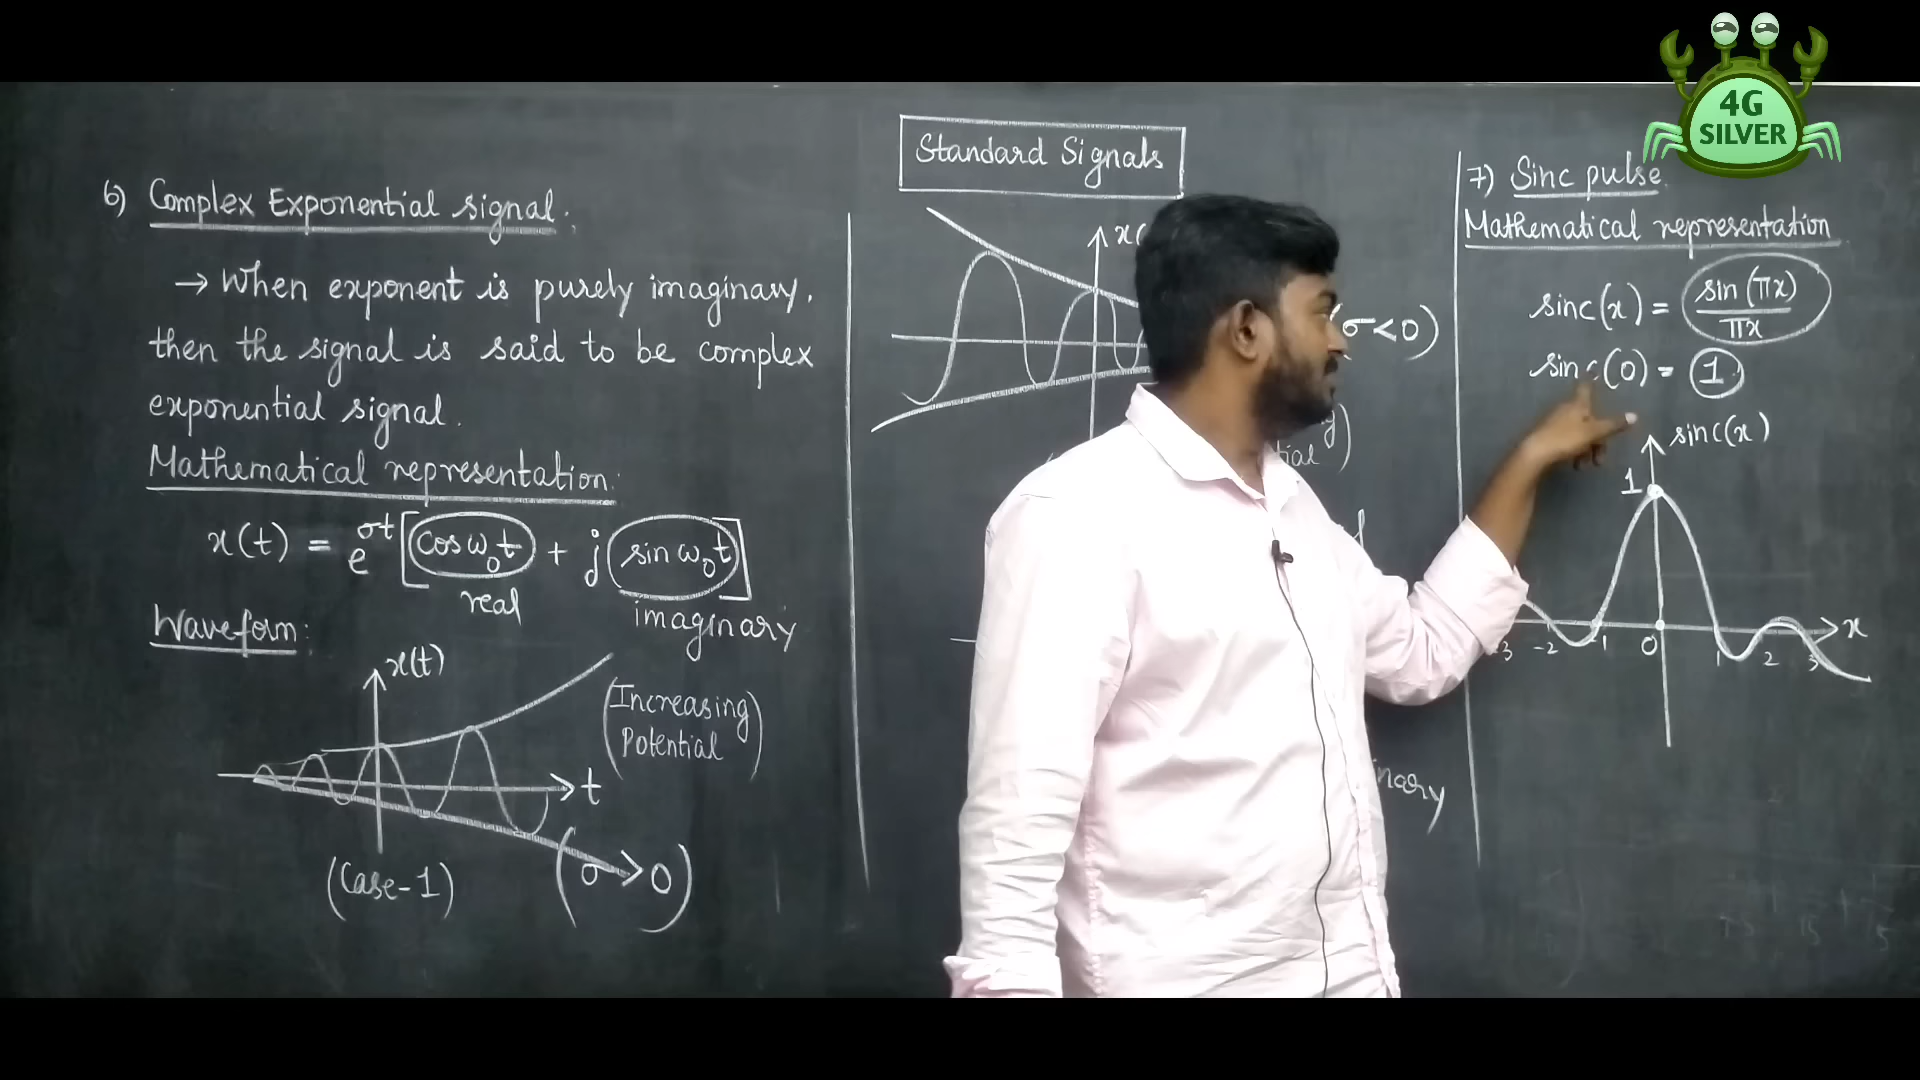 4G
SILVER
Standard Signals
6) Complex Exponential signal.
→ When exponent is purely imaginary,
then the signal is said to be complex
exponential signal.
Mathematical representation:
x(t) = e^σt [cos ω₀t + j sin ω₀t]
real
imaginary
Waveform:
x(t)
(Increasing
Potential)
t
(Case-1)
(σ > 0)
x(
(σ < 0)
7) Sinc pulse
Mathematical representation
sinc(x) = sin(πx)/πx
sinc(0) = 1
sinc(x)
1
x
-3 -2 -1 0 1 2 3